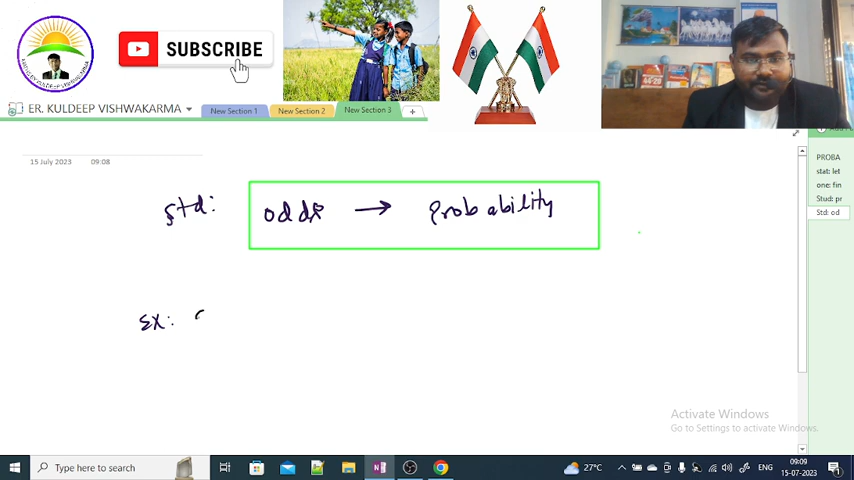 SUBSCRIBE
ER. KULDEEP VISHWAKARMA
New Section 1
New Section 2
New Section 3
15 July 2023 09:08
PROBA
stat: let
one: fin
Stud: pr
Std: od
std: odds → Probability
Ex:
Activate Windows
Go to Settings to activate Windows.
Type here to search
27°C
ENG
09:09
15-07-2023